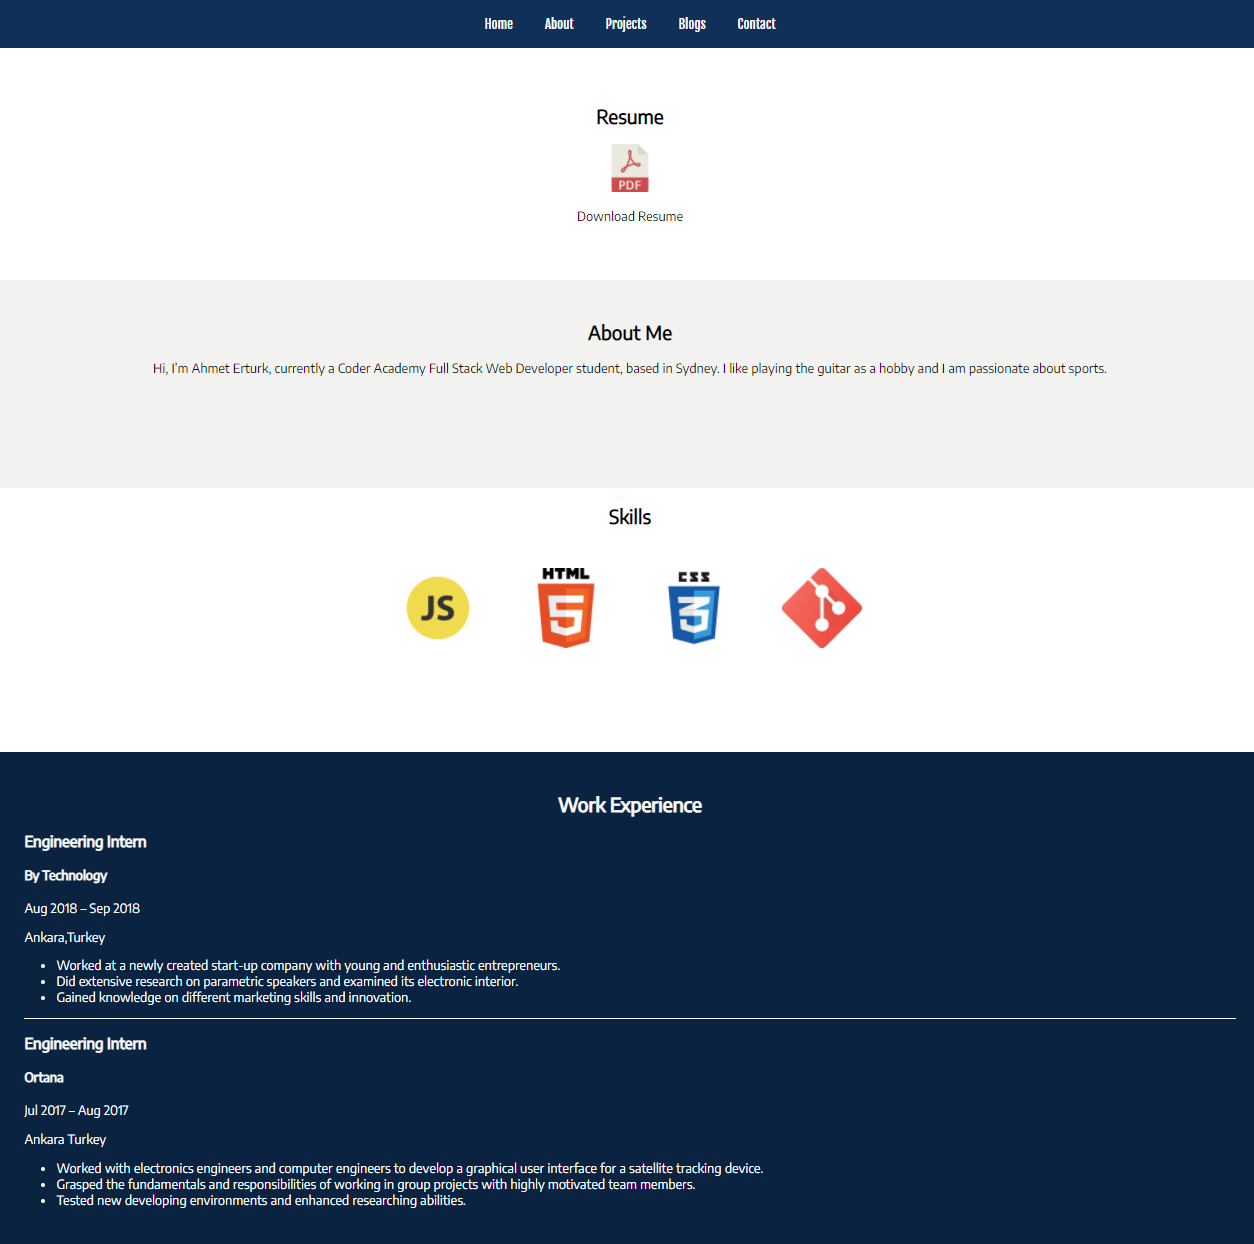 Home About Projects Blogs Contact
Resume
PDF
Download Resume
About Me
Hi, I'm Ahmet Erturk, currently a Coder Academy Full Stack Web Developer student, based in Sydney. I like playing the guitar as a hobby and I am passionate about sports.
Skills
JS HTML 5 CSS 3
Work Experience
Engineering Intern
By Technology
Aug 2018 – Sep 2018
Ankara,Turkey
• Worked at a newly created start-up company with young and enthusiastic entrepreneurs.
• Did extensive research on parametric speakers and examined its electronic interior.
• Gained knowledge on different marketing skills and innovation.
Engineering Intern
Ortana
Jul 2017 – Aug 2017
Ankara Turkey
• Worked with electronics engineers and computer engineers to develop a graphical user interface for a satellite tracking device.
• Grasped the fundamentals and responsibilities of working in group projects with highly motivated team members.
• Tested new developing environments and enhanced researching abilities.